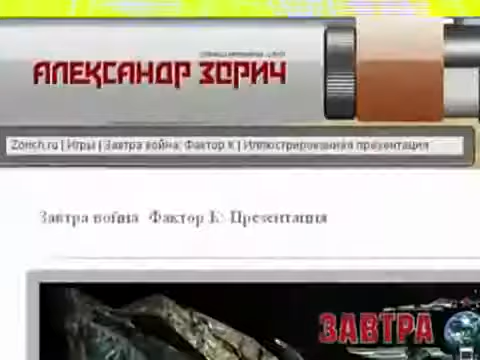 АЛЕКСАНДР ЗОРИЧ
Zorich.ru | Игры | Завтра война: Фактор К | Иллюстрированная презентация
Завтра война. Фактор К: Презентация
ЗАВТРА